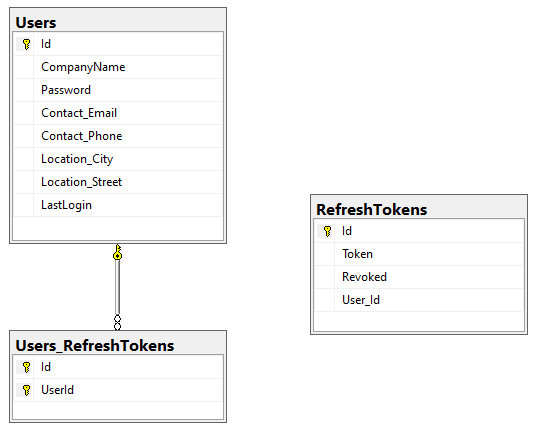 Users
Id
CompanyName
Password
Contact_Email
Contact_Phone
Location_City
Location_Street
LastLogin
RefreshTokens
Id
Token
Revoked
User_Id
Users_RefreshTokens
Id
UserId